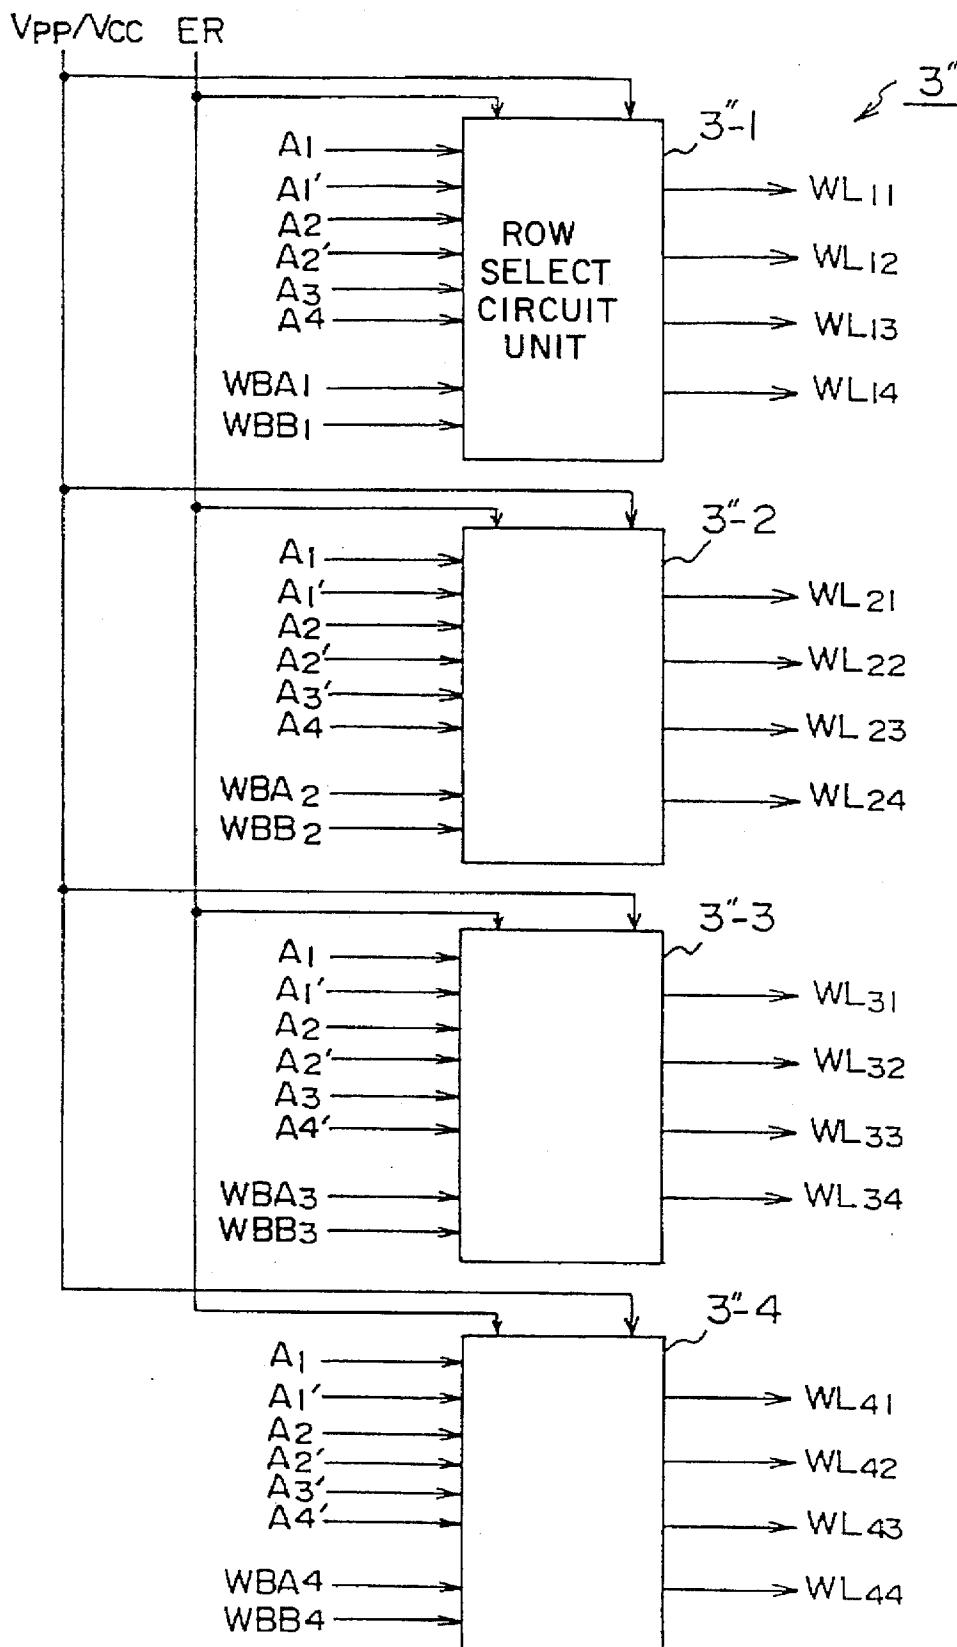 VPP/VCC ER
3"
3"-1
A1
A1'
A2
A2'
A3
A4
WBA1
WBB1
ROW
SELECT
CIRCUIT
UNIT
WL11
WL12
WL13
WL14
3"-2
A1
A1'
A2
A2'
A3'
A4
WBA2
WBB2
WL21
WL22
WL23
WL24
3"-3
A1
A1'
A2
A2'
A3
A4'
WBA3
WBB3
WL31
WL32
WL33
WL34
3"-4
A1
A1'
A2
A2'
A3'
A4'
WBA4
WBB4
WL41
WL42
WL43
WL44